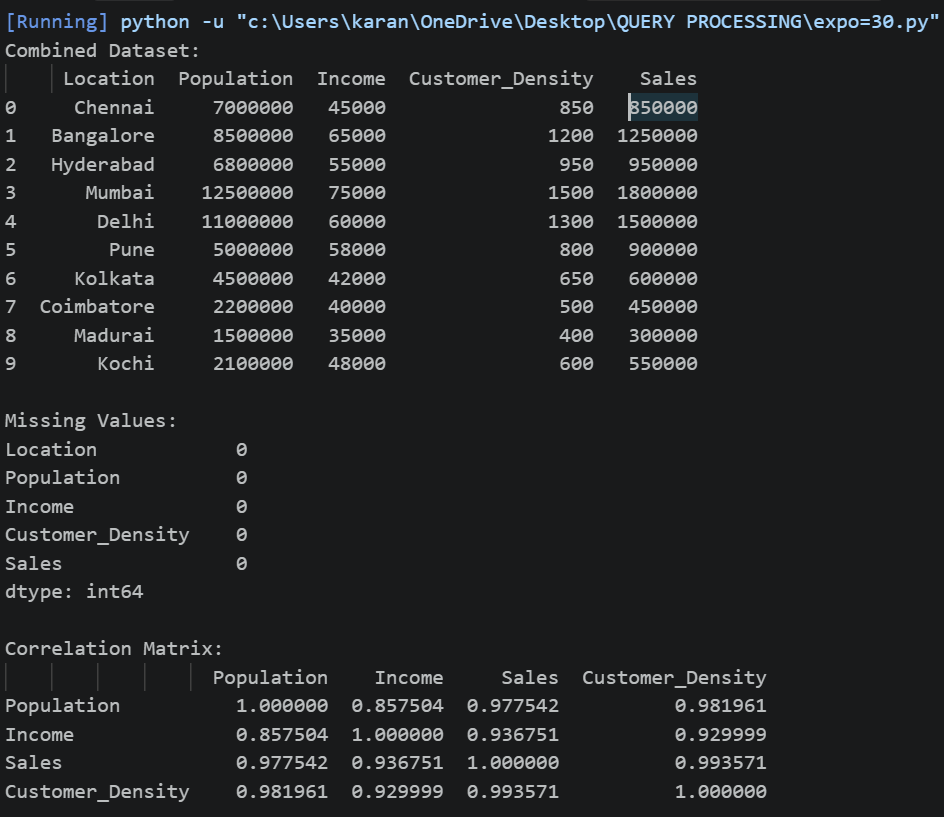 [Running] python -u "c:\Users\karan\OneDrive\Desktop\QUERY PROCESSING\expo=30.py"
Combined Dataset:
     Location  Population  Income  Customer_Density    Sales
0     Chennai     7000000   45000               850   850000
1   Bangalore     8500000   65000              1200  1250000
2   Hyderabad     6800000   55000               950   950000
3      Mumbai    12500000   75000              1500  1800000
4       Delhi    11000000   60000              1300  1500000
5        Pune     5000000   58000               800   900000
6     Kolkata     4500000   42000               650   600000
7  Coimbatore     2200000   40000               500   450000
8     Madurai     1500000   35000               400   300000
9       Kochi     2100000   48000               600   550000

Missing Values:
Location            0
Population          0
Income              0
Customer_Density    0
Sales               0
dtype: int64

Correlation Matrix:
                  Population    Income     Sales  Customer_Density
Population          1.000000  0.857504  0.977542          0.981961
Income              0.857504  1.000000  0.936751          0.929999
Sales               0.977542  0.936751  1.000000          0.993571
Customer_Density    0.981961  0.929999  0.993571          1.000000